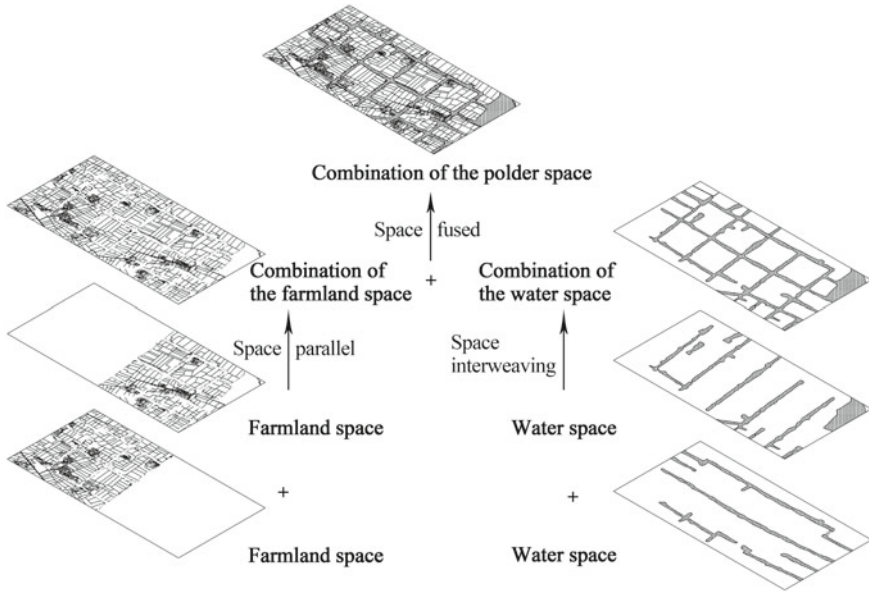 Combination of the polder space
Space fused
Combination of
the farmland space
+
Combination of
the water space
Space parallel
Space
interweaving
Farmland space
Water space
+
+
Farmland space
Water space